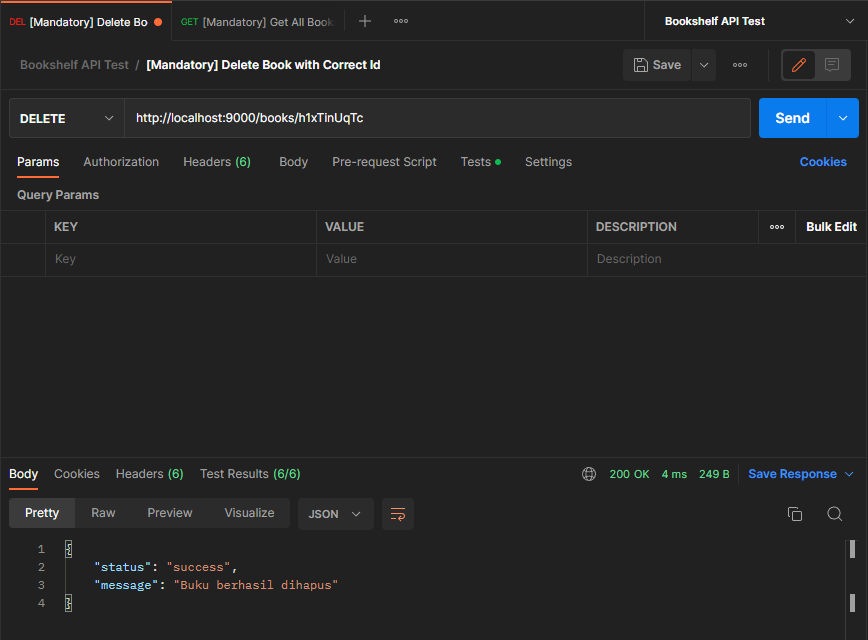 DEL [Mandatory] Delete Bo GET [Mandatory] Get All Book Bookshelf API Test
Bookshelf API Test / [Mandatory] Delete Book with Correct Id Save
DELETE http://localhost:9000/books/h1xTinUqTc Send
Params Authorization Headers (6) Body Pre-request Script Tests Settings Cookies
Query Params
KEY VALUE DESCRIPTION Bulk Edit
Key Value Description
Body Cookies Headers (6) Test Results (6/6) 200 OK 4 ms 249 B Save Response
Pretty Raw Preview Visualize JSON
1 {
2 "status": "success",
3 "message": "Buku berhasil dihapus"
4 }